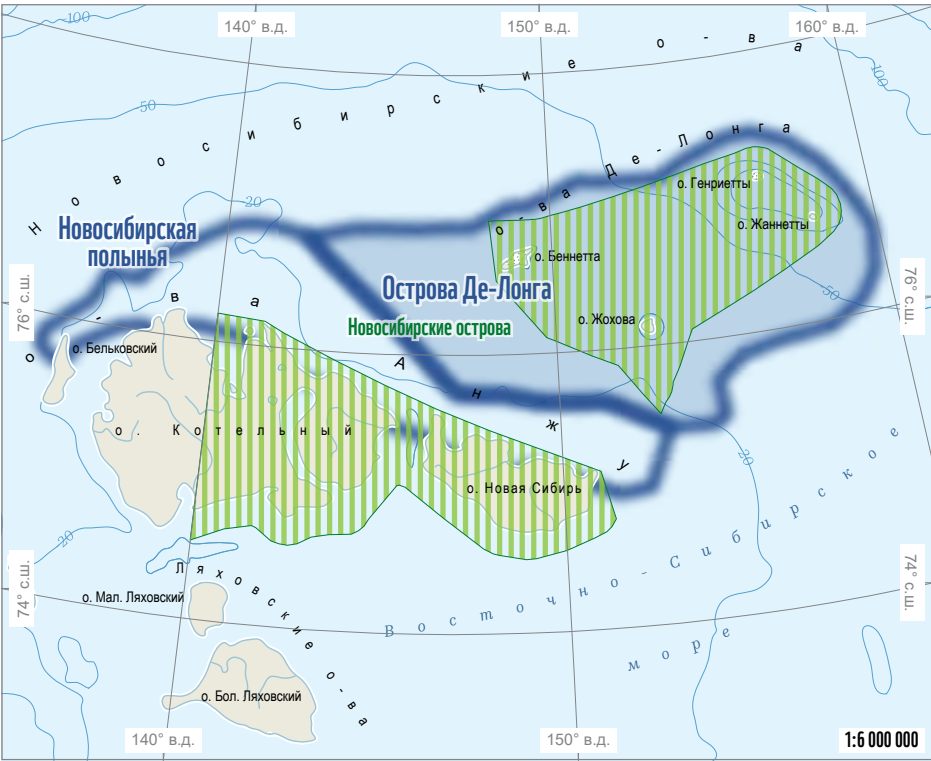 140° в.д.
150° в.д.
160° в.д.
-100
-50
100
Новосибирские о-ва
о-ва Де-Лонга
о. Генриетты
о. Жаннетты
20
Новосибирская
полынья
о. Беннетта
Острова Де-Лонга
Новосибирские острова
о. Жохова
-50
76° с.ш.
76° с.ш.
о-ва Анжу
о. Бельковский
о. Котельный
о. Новая Сибирь
20
-20
Восточно-Сибирское
море
74° с.ш.
74° с.ш.
Ляховские о-ва
о. Мал. Ляховский
о. Бол. Ляховский
140° в.д.
150° в.д.
1:6 000 000